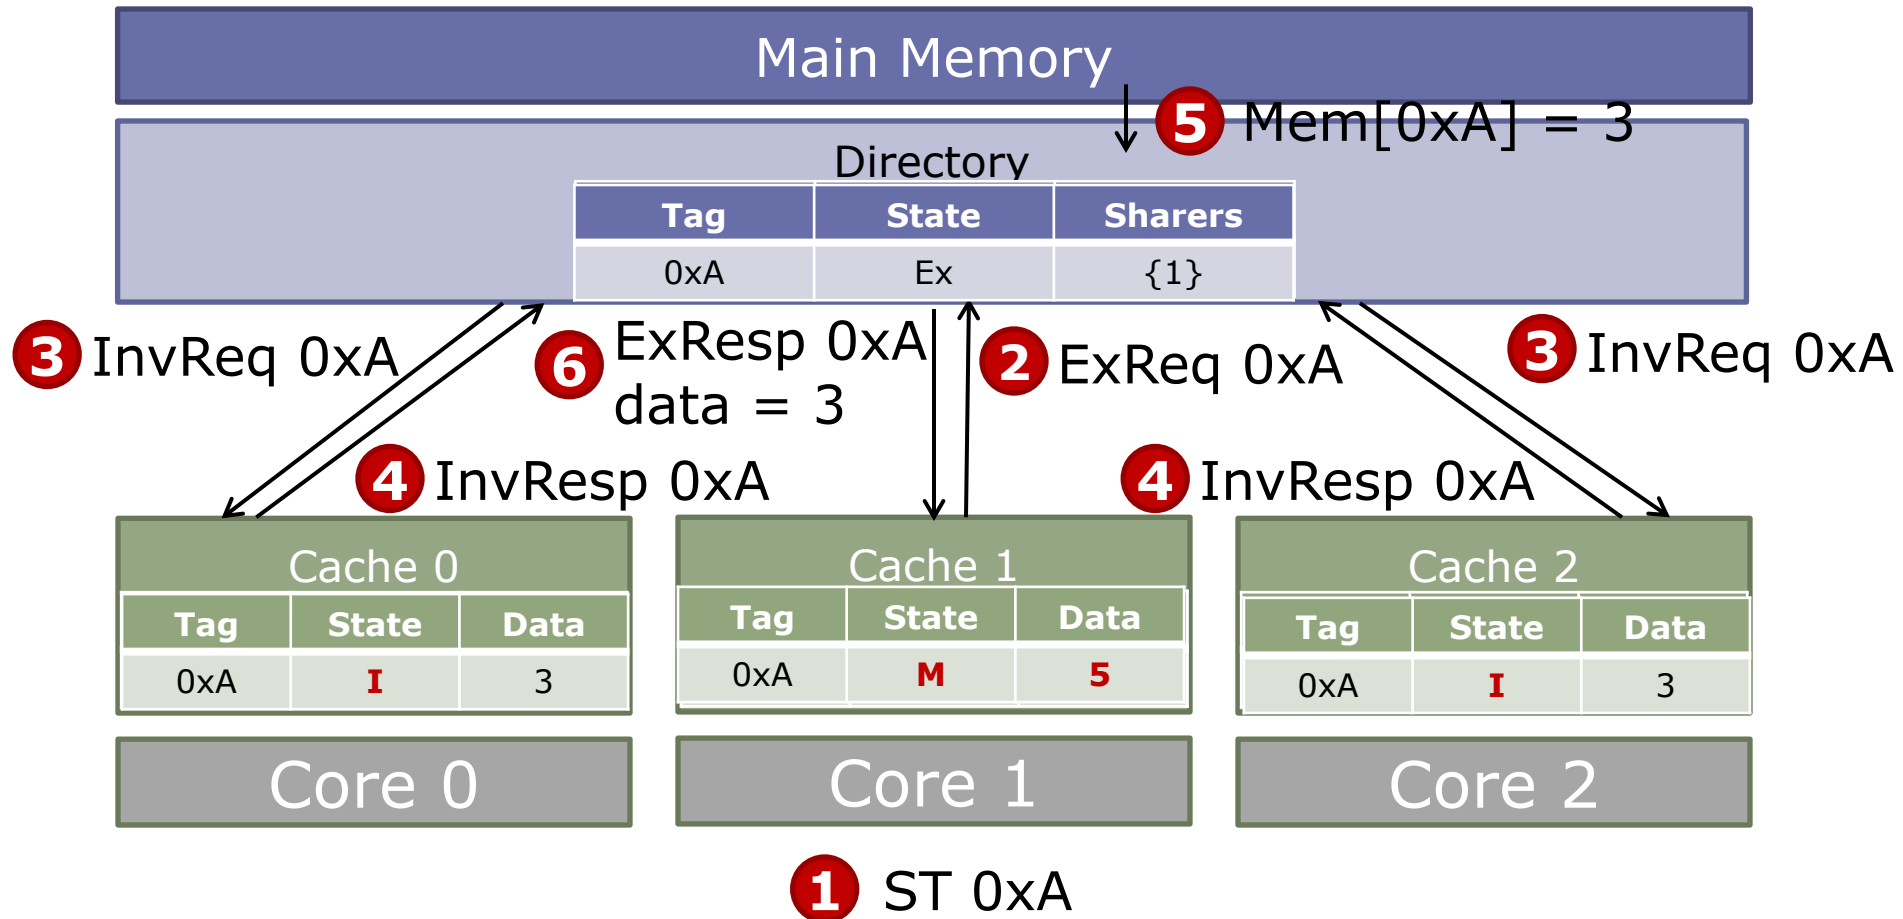 Main Memory
5 Mem[0xA] = 3
Directory
Tag State Sharers
0xA Ex {1}
3 InvReq 0xA
6 ExResp 0xA
data = 3
2 ExReq 0xA
3 InvReq 0xA
4 InvResp 0xA
4 InvResp 0xA
Cache 0
Tag State Data
0xA I 3
Cache 1
Tag State Data
0xA M 5
Cache 2
Tag State Data
0xA I 3
Core 0
Core 1
Core 2
1 ST 0xA